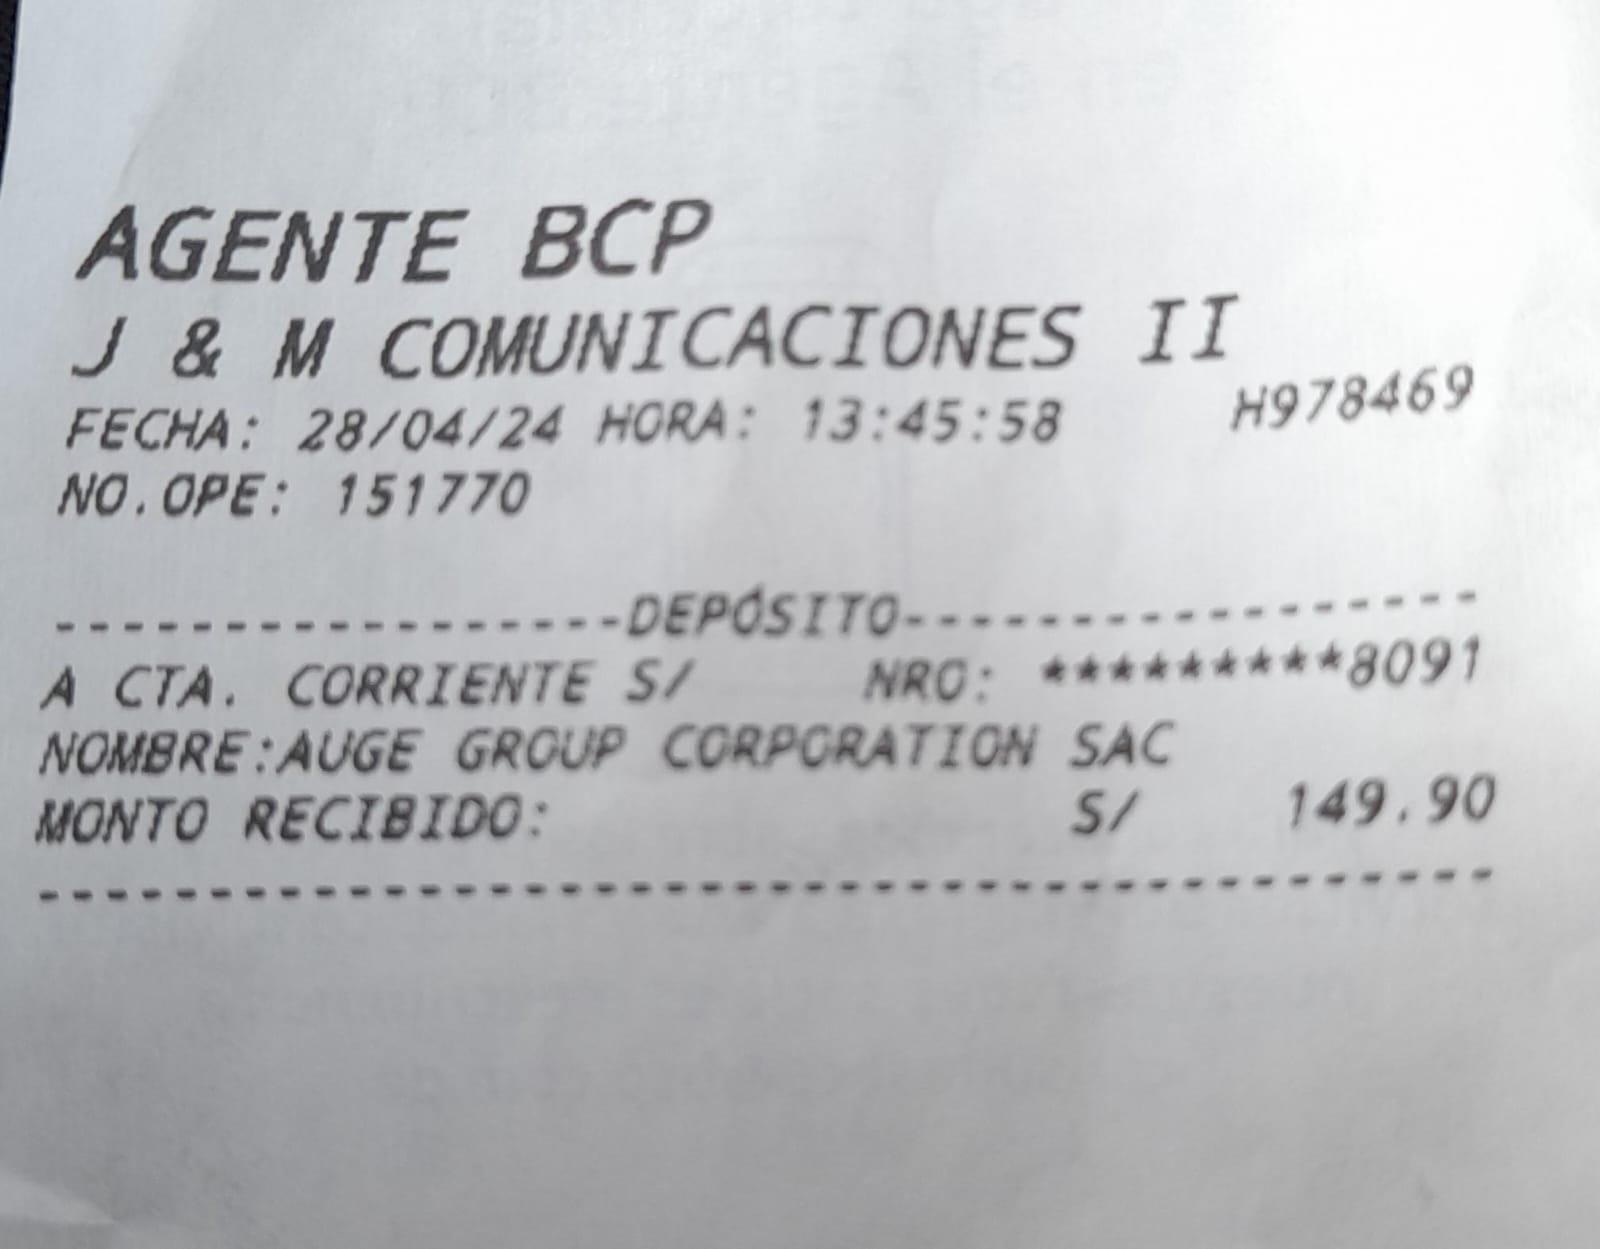 AGENTE BCP
J & M COMUNICACIONES II
FECHA: 28/04/24 HORA: 13:45:58 H978469
NO.OPE: 151770
-----------------DEPÓSITO-----------------
A CTA. CORRIENTE S/ NRO: *********8091
NOMBRE:AUGE GROUP CORPORATION SAC
MONTO RECIBIDO: S/ 149.90
-------------------------------------------